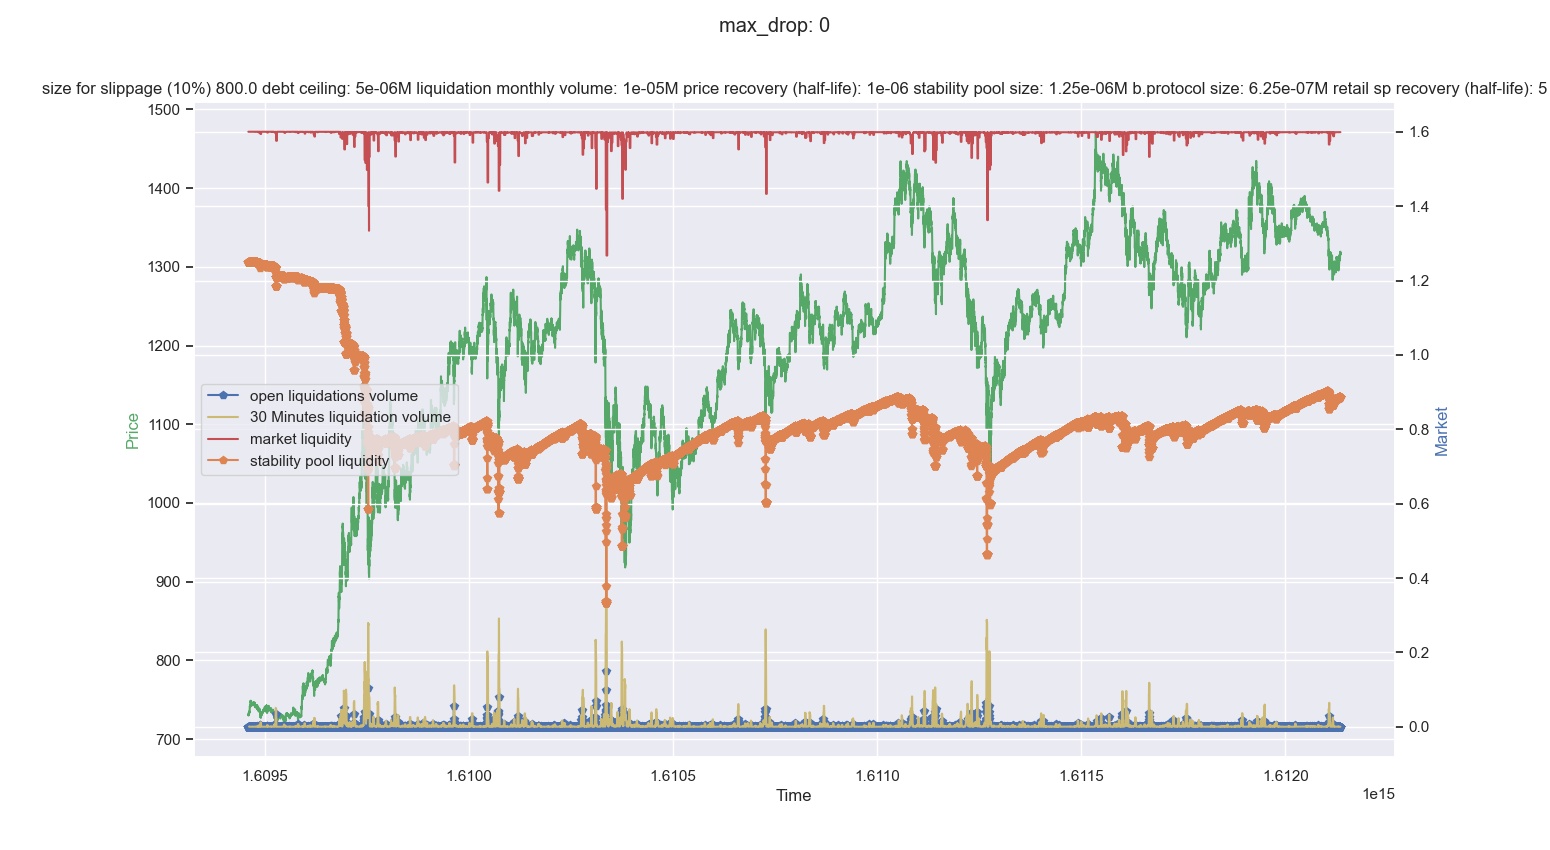 max_drop: 0
size for slippage (10%) 800.0 debt ceiling: 5e-06M liquidation monthly volume: 1e-05M price recovery (half-life): 1e-06 stability pool size: 1.25e-06M b.protocol size: 6.25e-07M retail sp recovery (half-life): 5
1500
1400
1300
1200
1100
1000
900
800
700
Price
open liquidations volume
30 Minutes liquidation volume
market liquidity
stability pool liquidity
1.6
1.4
1.2
1.0
0.8
0.6
0.4
0.2
0.0
Market
1.6095 1.6100 1.6105 1.6110 1.6115 1.6120
Time
1e15